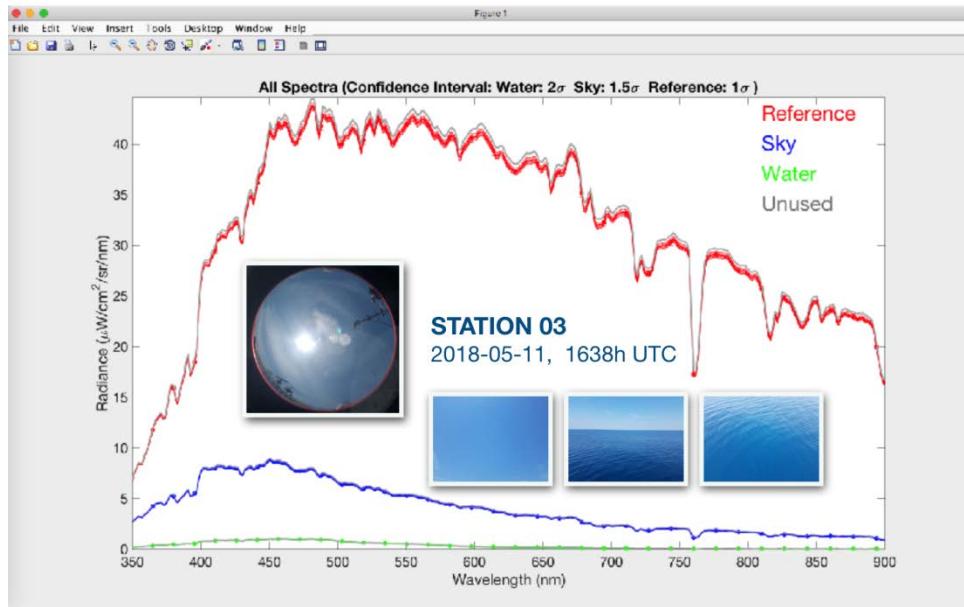 Figure 1
File Edit View Insert Tools Desktop Window Help
All Spectra (Confidence Interval: Water: 2σ Sky: 1.5σ Reference: 1σ )
Reference
Sky
Water
Unused
Radiance (μW/cm²/sr/nm)
40
35
30
25
20
15
10
5
0
STATION 03
2018-05-11, 1638h UTC
350 400 450 500 550 600 650 700 750 800 850 900
Wavelength (nm)